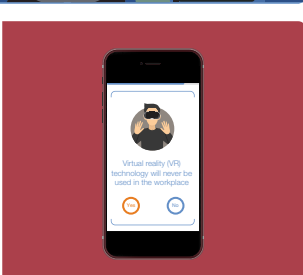 Virtual reality (VR)
technology will never be
used in the workplace
Yes No